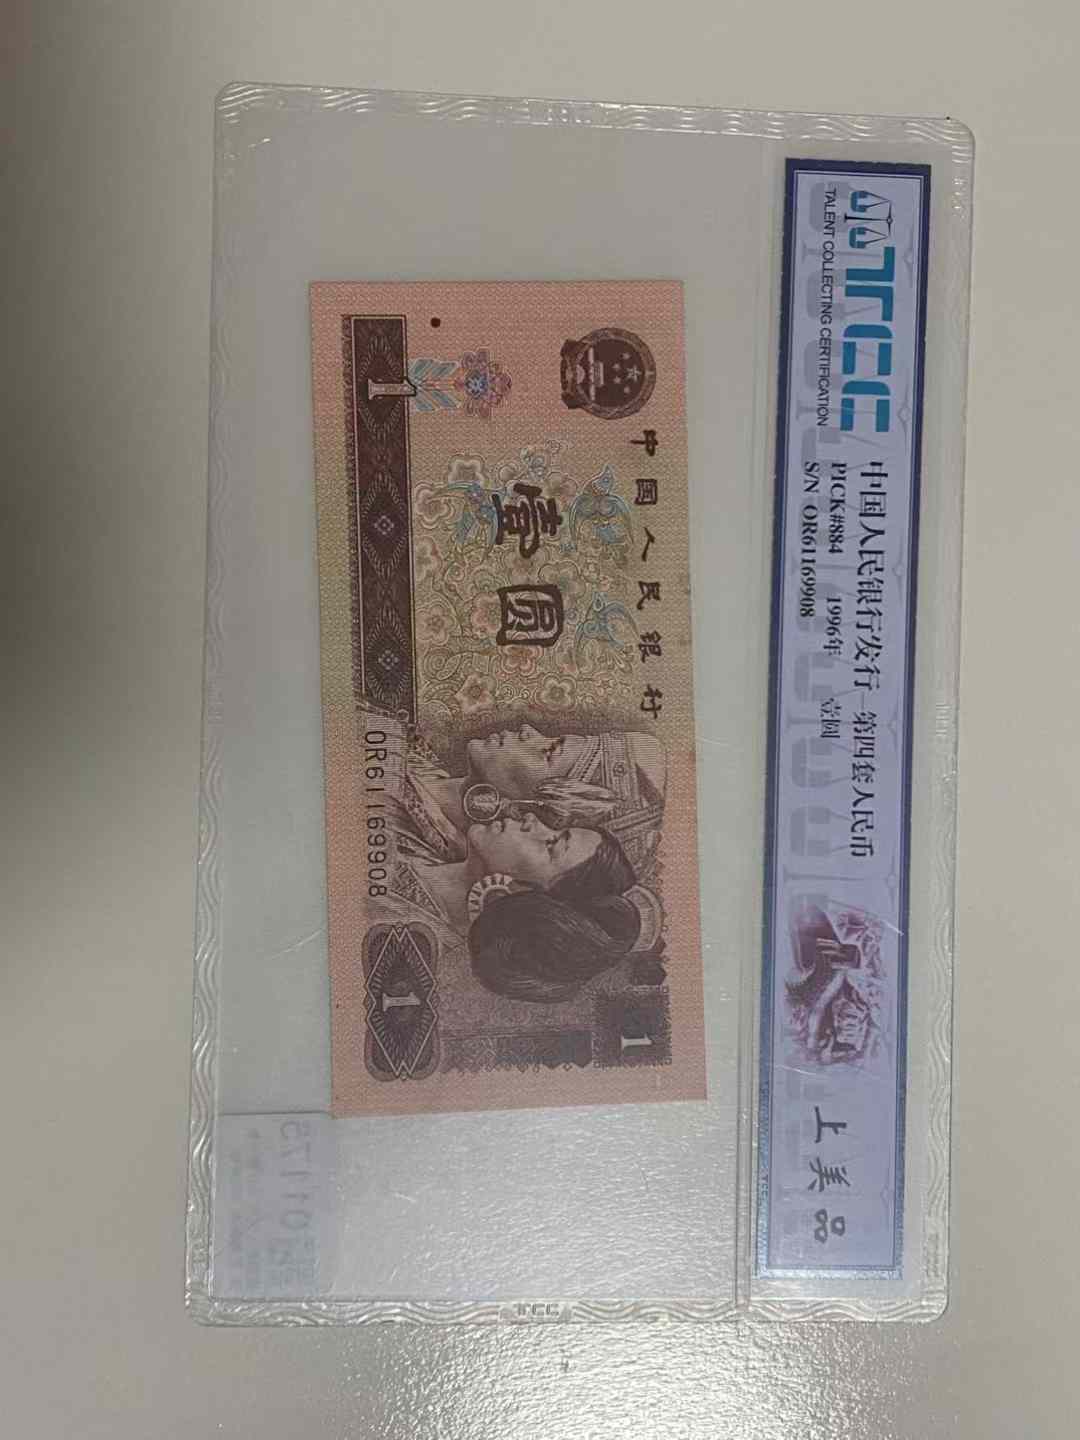 TCC
TALENT COLLECTING CERTIFICATION
中国人民银行发行—第四套人民币
PICK#884 1996年 壹圆
S/N OR61169908
上美品
中国人民银行
壹圆
1
OR61169908
1
1
TCC